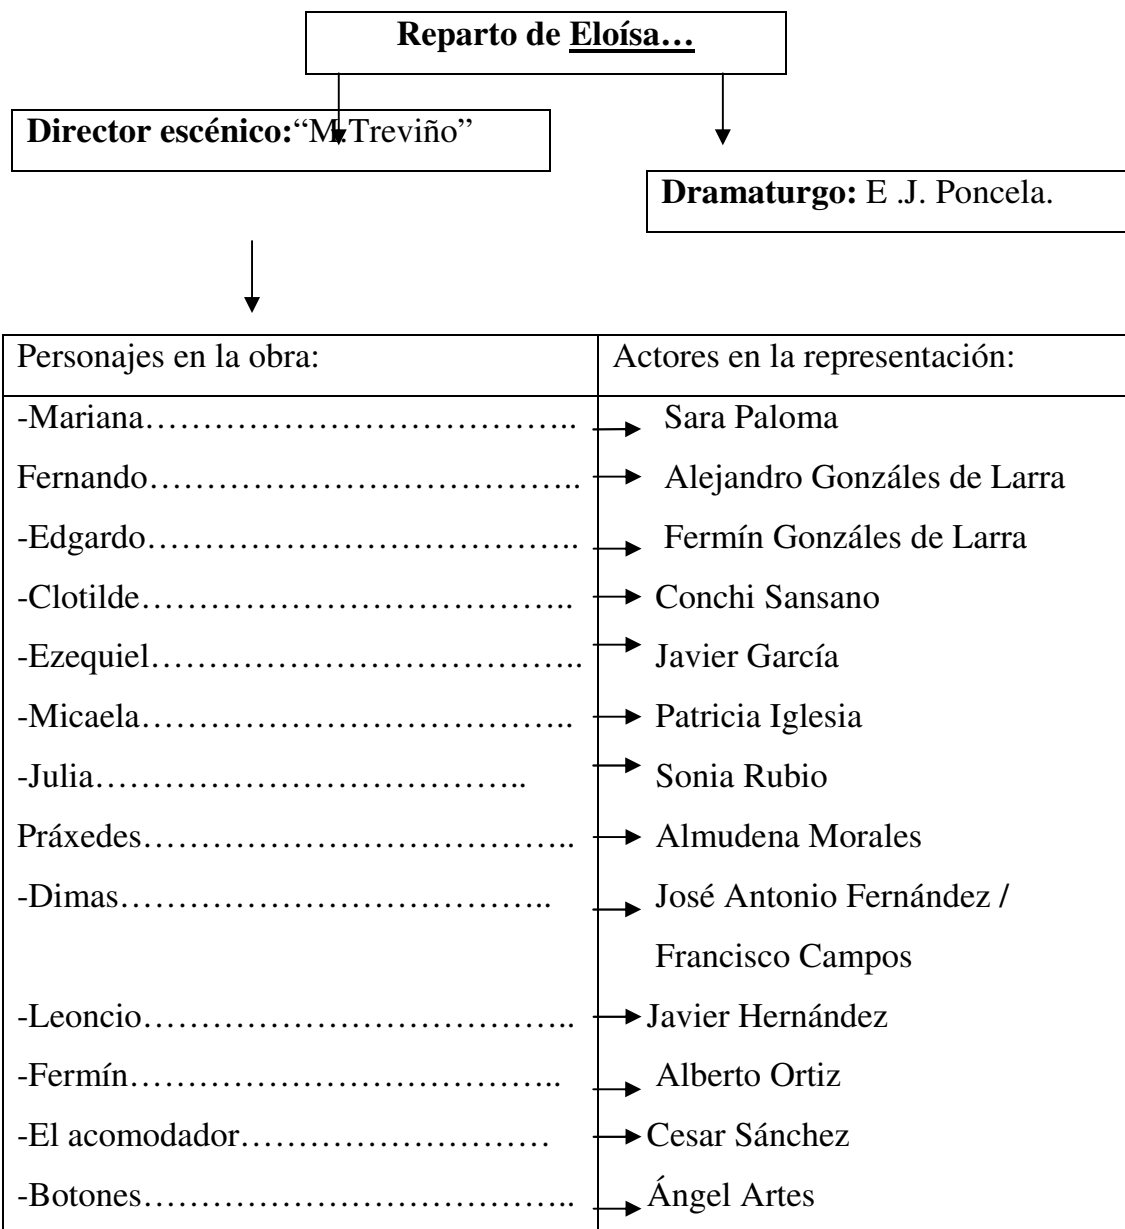 Reparto de Eloísa…
Director escénico:“M.Treviño”
Dramaturgo: E .J. Poncela.
Personajes en la obra: Actores en la representación:
-Mariana……………………………….. Sara Paloma
Fernando……………………………….. Alejandro Gonzáles de Larra
-Edgardo……………………………….. Fermín Gonzáles de Larra
-Clotilde……………………………….. Conchi Sansano
-Ezequiel……………………………….. Javier García
-Micaela……………………………….. Patricia Iglesia
-Julia……………………………….. Sonia Rubio
Práxedes……………………………….. Almudena Morales
-Dimas……………………………….. José Antonio Fernández /
Francisco Campos
-Leoncio……………………………….. Javier Hernández
-Fermín……………………………….. Alberto Ortiz
-El acomodador……………………… Cesar Sánchez
-Botones……………………………….. Ángel Artes